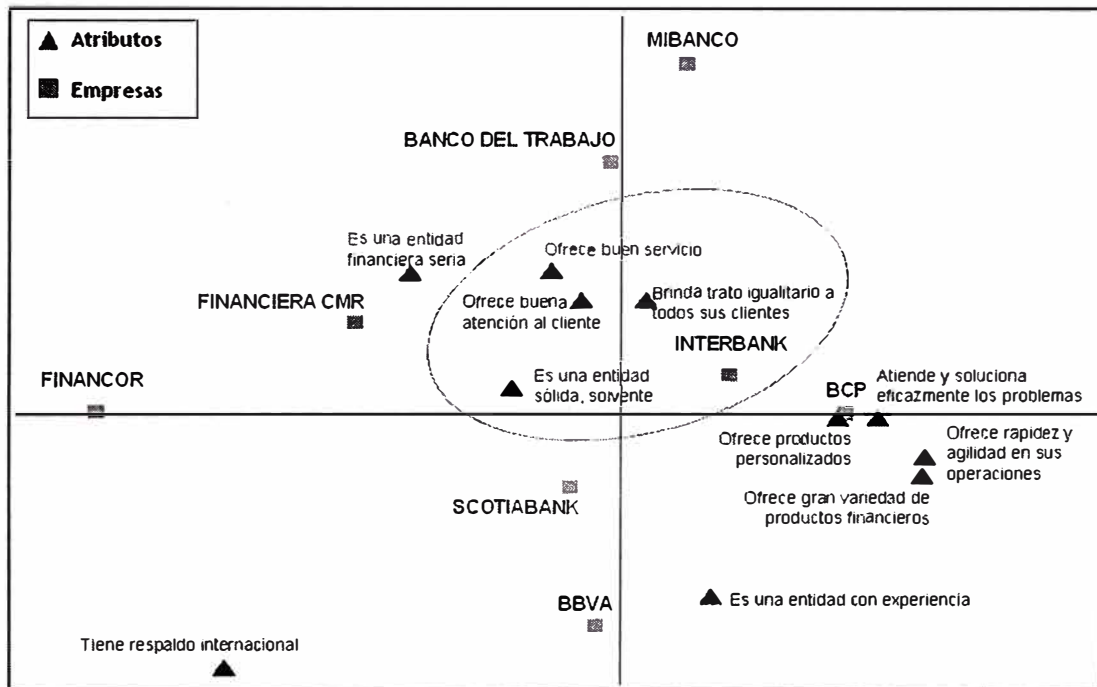 Atributos
Empresas
MIBANCO
BANCO DEL TRABAJO
Es una entidad
financiera seria
Ofrece buen servicio
FINANCIERA CMR
Ofrece buena
atención al cliente
Brinda trato igualitario a
todos sus clientes
INTERBANK
FINANCOR
Es una entidad
sólida, solvente
BCP
Atiende y soluciona
eficazmente los problemas
Ofrece productos
personalizados
Ofrece rapidez y
agilidad en sus
operaciones
SCOTIABANK
Ofrece gran variedad de
productos financieros
BBVA
Es una entidad con experiencia
Tiene respaldo internacional